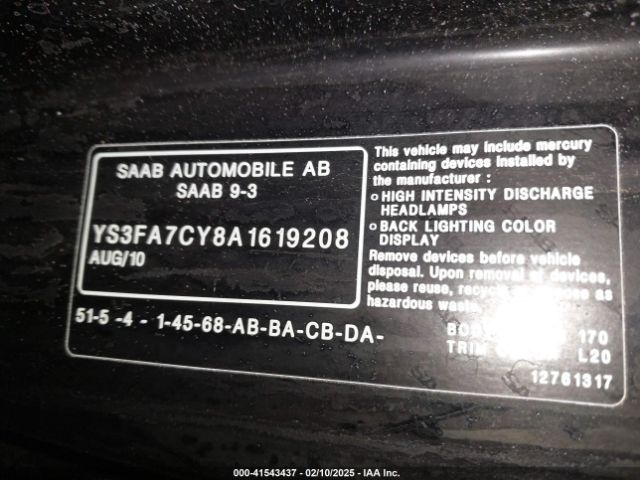 SAAB AUTOMOBILE AB
SAAB 9-3
YS3FA7CY8A1619208
AUG/10
This vehicle may include mercury
containing devices installed by
the manufacturer :
o HIGH INTENSITY DISCHARGE
HEADLAMPS
o BACK LIGHTING COLOR
DISPLAY
Remove devices before vehicle
disposal. Upon removal of devices,
please reuse, as
hazardous waste
51-5 -4 - 1-45-68-AB-BA-CB-DA-
170
TRIM L20
12761317
000-41543437 - 02/10/2025 - IAA Inc.